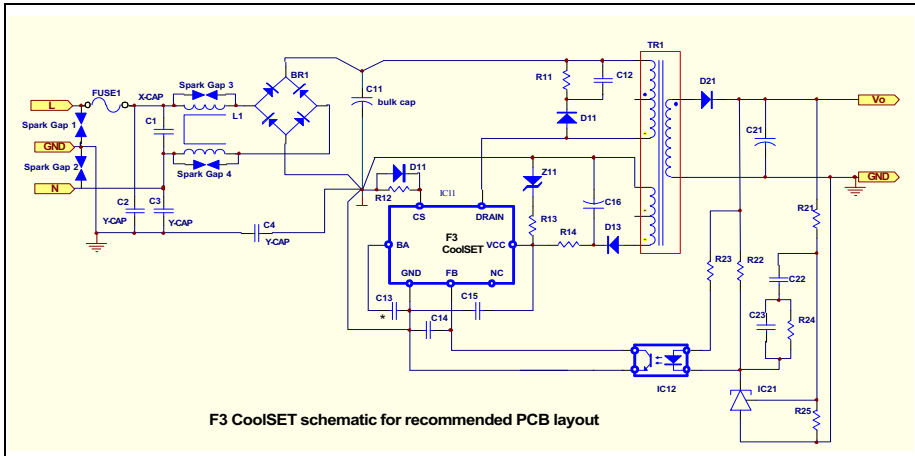 TR1
Spark Gap 3
BR1
D21
FUSE1
X-CAP
C11
bulk cap
R11
C12
L
L1
Vo
Spark Gap 1
C1
D11
C21
GND
Spark Gap 2
Spark Gap 4
D11
Z11
N
R12
IC11
GND
C2
C3
C16
R21
Y-CAP
Y-CAP
C4
Y-CAP
CS
DRAIN
F3
CoolSET
BA
VCC
R13
R14
D13
GND
FB
NC
R23
R22
C22
C13
*
C15
C14
C23
R24
IC12
IC21
R25
F3 CoolSET schematic for recommended PCB layout